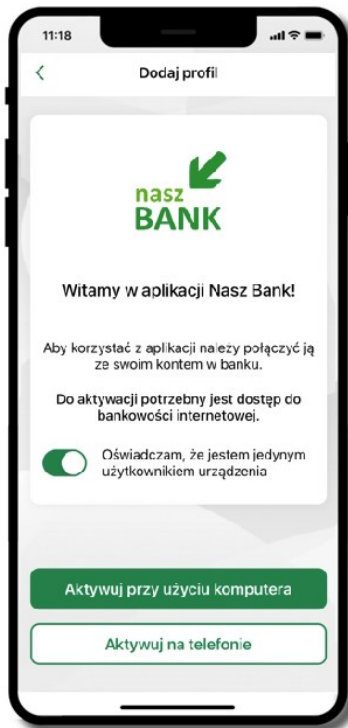 11:18
Dodaj profil
nasz
BANK
Witamy w aplikacji Nasz Bank!
Aby korzystać z aplikacji należy połączyć ją
ze swoim kontem w banku.
Do aktywacji potrzebny jest dostęp do
bankowości internetowej.
Oświadczam, że jestem jedynym
użytkownikiem urządzenia
Aktywuj przy użyciu komputera
Aktywuj na telefonie